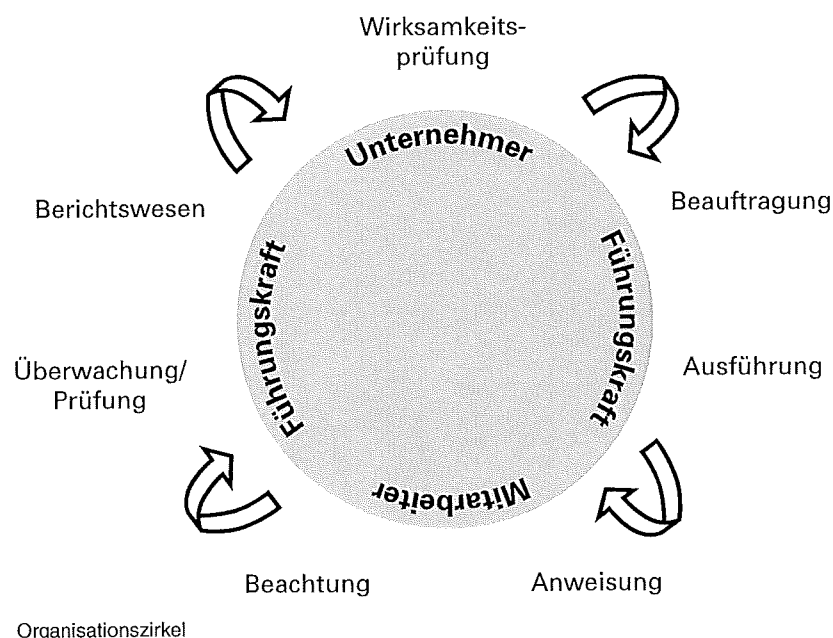 Wirksamkeits-
prüfung
Unternehmer
Beauftragung
Führungskraft
Ausführung
Anweisung
Mitarbeiter
Beachtung
Überwachung/
Prüfung
Führungskraft
Berichtswesen
Organisationszirkel